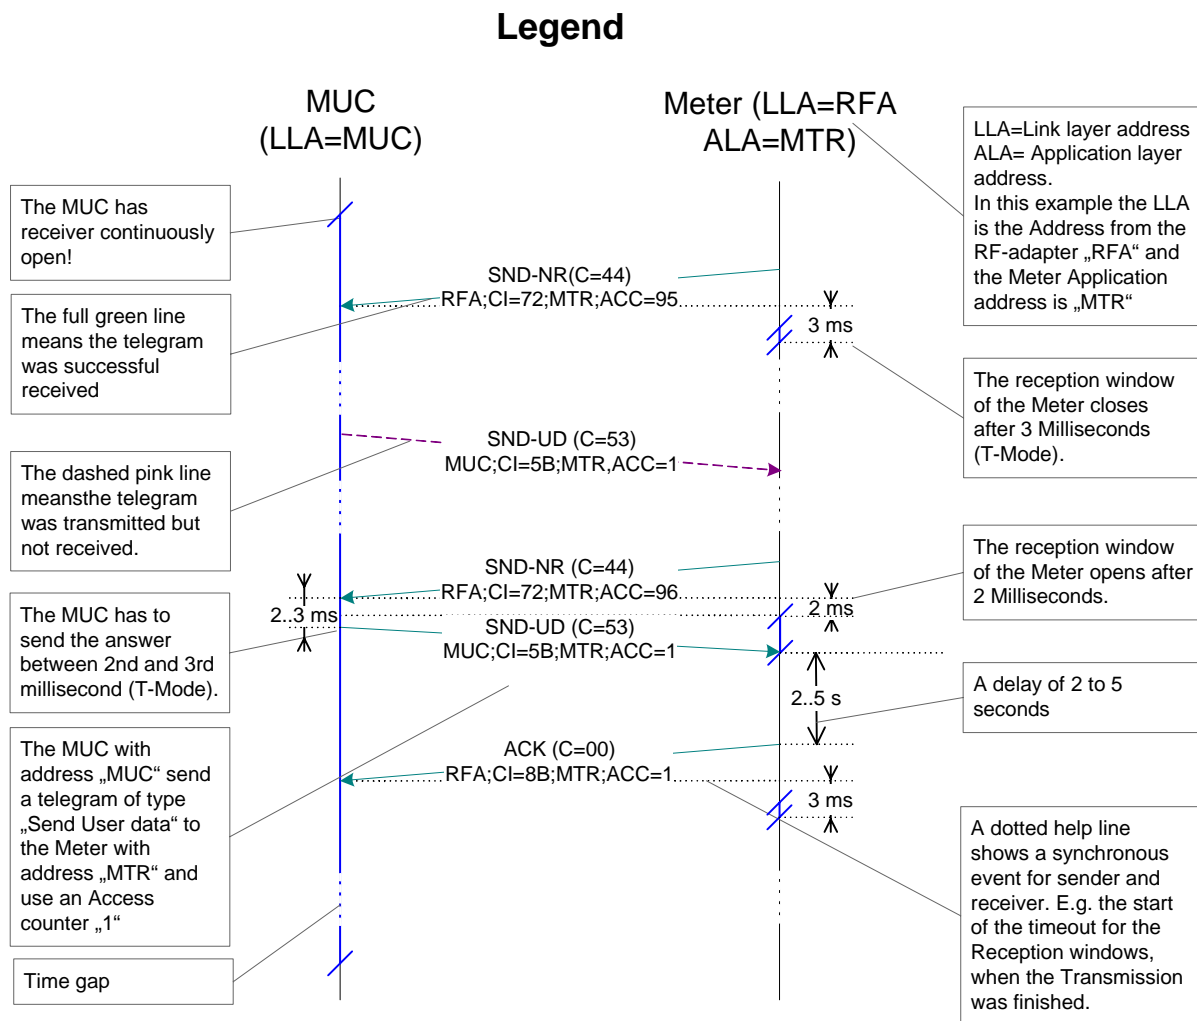 Legend
MUC
(LLA=MUC)
Meter (LLA=RFA
ALA=MTR)
LLA=Link layer address
ALA= Application layer
address.
In this example the LLA
is the Address from the
RF-adapter „RFA“ and
the Meter Application
address is „MTR“
The MUC has
receiver continuously
open!
SND-NR(C=44)
RFA;CI=72;MTR;ACC=95
3 ms
The full green line
means the telegram
was successful
received
The reception window
of the Meter closes
after 3 Milliseconds
(T-Mode).
SND-UD (C=53)
MUC;CI=5B;MTR,ACC=1
The dashed pink line
meansthe telegram
was transmitted but
not received.
SND-NR (C=44)
RFA;CI=72;MTR;ACC=96
The reception window
of the Meter opens after
2 Milliseconds.
2..3 ms
2 ms
The MUC has to
send the answer
between 2nd and 3rd
millisecond (T-Mode).
SND-UD (C=53)
MUC;CI=5B;MTR;ACC=1
2..5 s
A delay of 2 to 5
seconds
The MUC with
address „MUC“ send
a telegram of type
„Send User data“ to
the Meter with
address „MTR“ and
use an Access
counter „1“
ACK (C=00)
RFA;CI=8B;MTR;ACC=1
3 ms
A dotted help line
shows a synchronous
event for sender and
receiver. E.g. the start
of the timeout for the
Reception windows,
when the Transmission
was finished.
Time gap